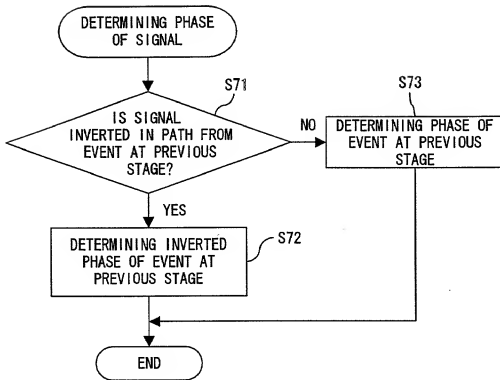 DETERMINING PHASE
OF SIGNAL
S71
IS SIGNAL
INVERTED IN PATH FROM
EVENT AT PREVIOUS
STAGE?
NO
S73
DETERMINING PHASE OF
EVENT AT PREVIOUS
STAGE
YES
S72
DETERMINING INVERTED
PHASE OF EVENT AT
PREVIOUS STAGE
END